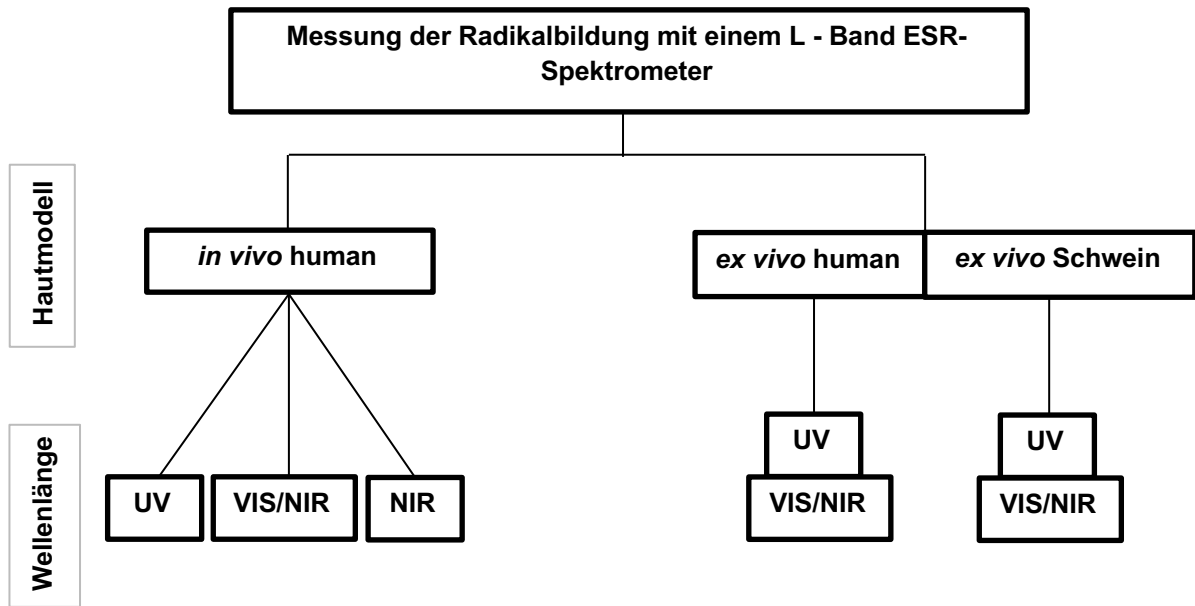 Messung der Radikalbildung mit einem L - Band ESR-
Spektrometer
Hautmodell
in vivo human
ex vivo human
ex vivo Schwein
Wellenlänge
UV
VIS/NIR
NIR
UV
VIS/NIR
UV
VIS/NIR